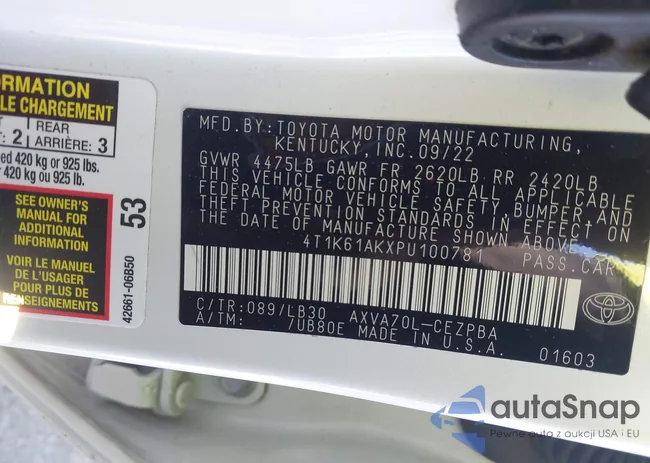 ORMATION
LE CHARGEMENT
2 REAR ARRIÈRE: 3
ed 420 kg or 925 lbs.
420 kg ou 925 lb.
SEE OWNER'S
MANUAL FOR
ADDITIONAL
INFORMATION
VOIR LE MANUEL
DE L'USAGER
POUR PLUS DE
RENSEIGNEMENTS
53
42661-06B50
MFD.BY:TOYOTA MOTOR MANUFACTURING,
KENTUCKY,INC.09/22
GVWR 4475LB GAWR FR 2620LB RR 2420LB
THIS VEHICLE CONFORMS TO ALL APPLICABLE
FEDERAL MOTOR VEHICLE SAFETY, BUMPER,AND
THEFT PREVENTION STANDARDS IN EFFECT ON
THE DATE OF MANUFACTURE SHOWN ABOVE.
4T1K61AKXPU100781 PASS.CAR
C/TR:089/LB30 AXVA70L-CEZPBA
A/TM: /UB80E MADE IN U.S.A.
01603
autaSnap
Pewne auta z aukcji USA i EU